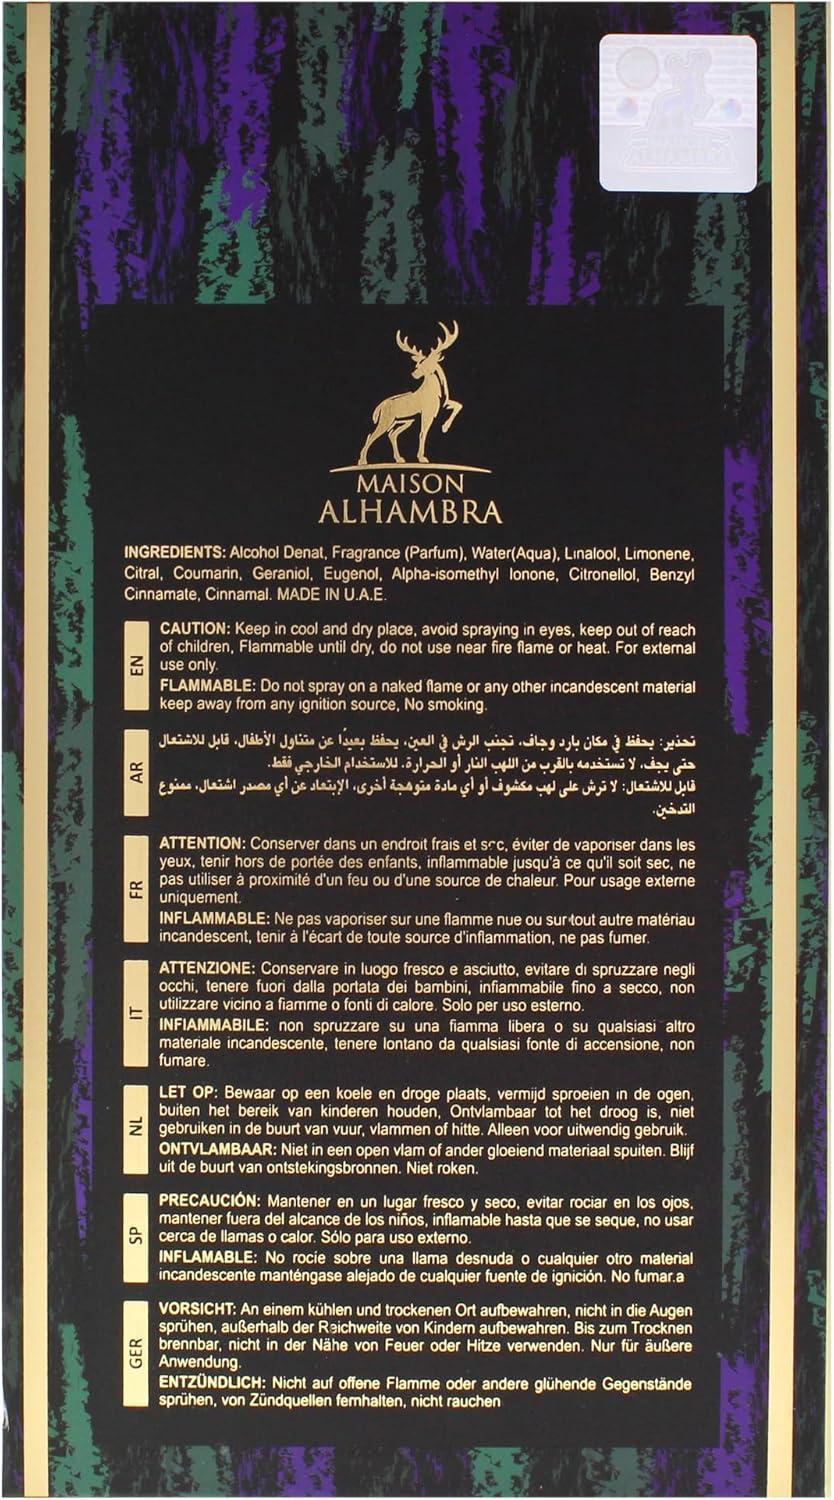 MAISON
ALHAMBRA
MAISON
ALHAMBRA
INGREDIENTS: Alcohol Denat, Fragrance (Parfum), Water(Aqua), Linalool, Limonene,
Citral, Coumarin, Geraniol, Eugenol, Alpha-isomethyl Ionone, Citronellol, Benzyl
Cinnamate, Cinnamal. MADE IN U.A.E.
EN
CAUTION: Keep in cool and dry place, avoid spraying in eyes, keep out of reach
of children, Flammable until dry, do not use near fire flame or heat. For external
use only.
FLAMMABLE: Do not spray on a naked flame or any other incandescent material
keep away from any ignition source, No smoking.
AR
تحذير: يحفظ في مكان بارد وجاف، تجنب الرش في العين، يحفظ بعيدًا عن متناول الأطفال، قابل للاشتعال
حتى يجف، لا تستخدمه بالقرب من اللهب النار أو الحرارة. للاستخدام الخارجي فقط.
قابل للاشتعال: لا ترش على لهب مكشوف أو أي مادة متوهجة أخرى، الإبتعاد عن أي مصدر اشتعال، ممنوع
التدخين.
FR
ATTENTION: Conserver dans un endroit frais et sec, éviter de vaporiser dans les
yeux, tenir hors de portée des enfants, inflammable jusqu'à ce qu'il soit sec, ne
pas utiliser à proximité d'un feu ou d'une source de chaleur. Pour usage externe
uniquement.
INFLAMMABLE: Ne pas vaporiser sur une flamme nue ou sur tout autre matériau
incandescent, tenir à l'écart de toute source d'inflammation, ne pas fumer.
IT
ATTENZIONE: Conservare in luogo fresco e asciutto, evitare di spruzzare negli
occhi, tenere fuori dalla portata dei bambini, infiammabile fino a secco, non
utilizzare vicino a fiamme o fonti di calore. Solo per uso esterno.
INFIAMMABILE: non spruzzare su una fiamma libera o su qualsiasi altro
materiale incandescente, tenere lontano da qualsiasi fonte di accensione, non
fumare.
NL
LET OP: Bewaar op een koele en droge plaats, vermijd sproeien in de ogen,
buiten het bereik van kinderen houden, Ontvlambaar tot het droog is, niet
gebruiken in de buurt van vuur, vlammen of hitte. Alleen voor uitwendig gebruik.
ONTVLAMBAAR: Niet in een open vlam of ander gloeiend materiaal spuiten. Blijf
uit de buurt van ontstekingsbronnen. Niet roken.
SP
PRECAUCIÓN: Mantener en un lugar fresco y seco, evitar rociar en los ojos,
mantener fuera del alcance de los niños, inflamable hasta que se seque, no usar
cerca de llamas o calor. Sólo para uso externo.
INFLAMABLE: No rocíe sobre una llama desnuda o cualquier otro material
incandescente manténgase alejado de cualquier fuente de ignición. No fumar.a
GER
VORSICHT: An einem kühlen und trockenen Ort aufbewahren, nicht in die Augen
sprühen, außerhalb der Reichweite von Kindern aufbewahren. Bis zum Trocknen
brennbar, nicht in der Nähe von Feuer oder Hitze verwenden. Nur für äußere
Anwendung.
ENTZÜNDLICH: Nicht auf offene Flamme oder andere glühende Gegenstände
sprühen, von Zündquellen fernhalten, nicht rauchen